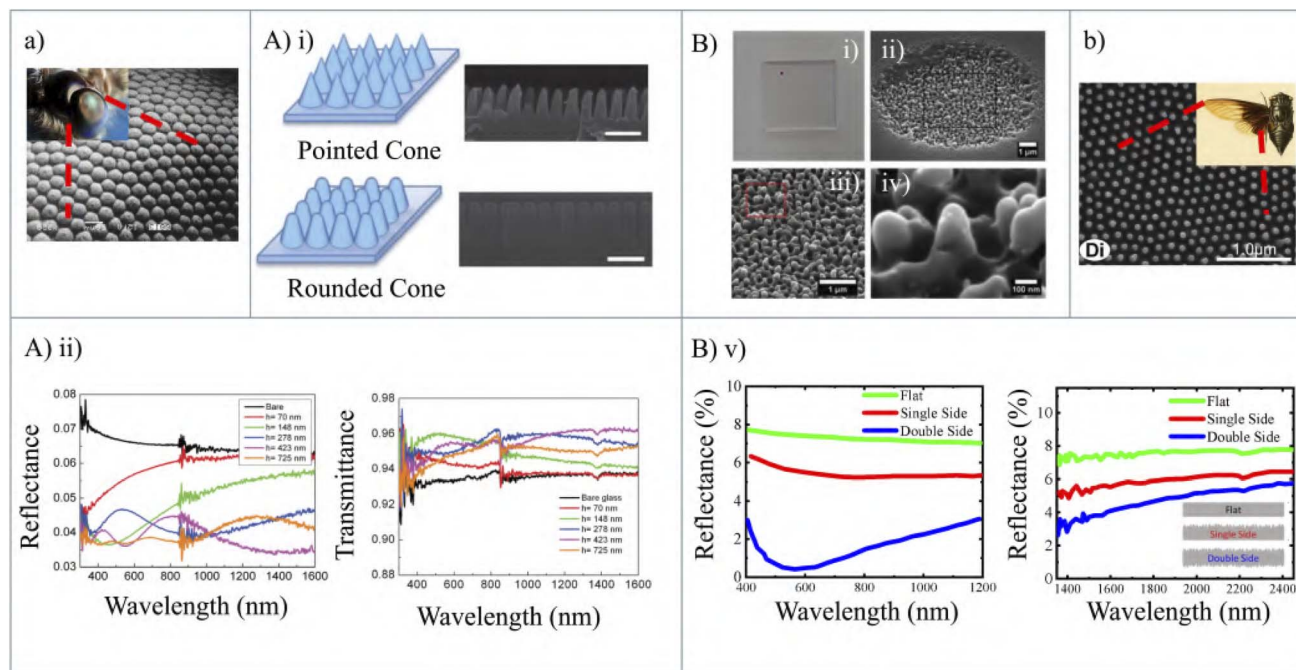 a)
A) i)
Pointed Cone
Rounded Cone
B)
i)
ii)
1 µm
iii)
1 µm
iv)
100 nm
b)
Di
1.0µm
A) ii)
Reflectance
0.08
0.07
0.06
0.05
0.04
0.03
Bare
h= 70 nm
h= 148 nm
h= 278 nm
h= 423 nm
h= 725 nm
400 600 800 1000 1200 1400 1600
Wavelength (nm)
Transmittance
0.96
0.94
0.92
0.90
0.88
Bare glass
h= 70 nm
h= 148 nm
h= 278 nm
h= 423 nm
h= 725 nm
400 600 800 1000 1200 1400 1600
Wavelength (nm)
B) v)
Reflectance (%)
10
8
6
4
2
0
Flat
Single Side
Double Side
400 600 800 1000 1200
Wavelength (nm)
Reflectance (%)
10
8
6
4
2
0
Flat
Single Side
Double Side
Flat
Single Side
Double Side
1400 1600 1800 2000 2200 2400
Wavelength (nm)